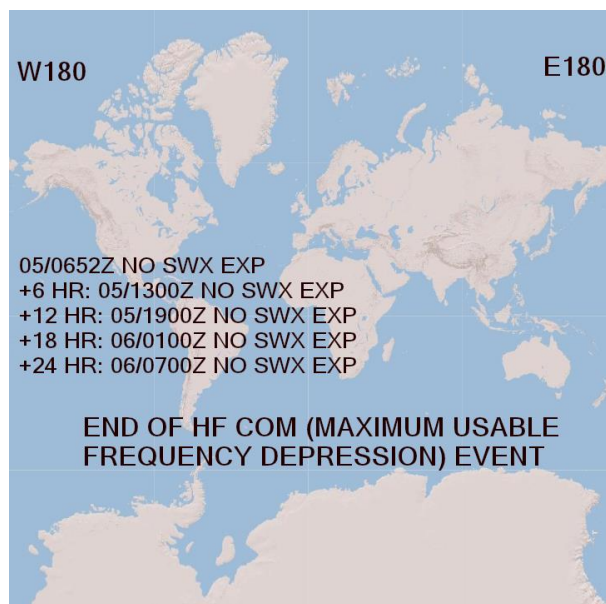 W180
E180
05/0652Z NO SWX EXP
+6 HR: 05/1300Z NO SWX EXP
+12 HR: 05/1900Z NO SWX EXP
+18 HR: 06/0100Z NO SWX EXP
+24 HR: 06/0700Z NO SWX EXP
END OF HF COM (MAXIMUM USABLE
FREQUENCY DEPRESSION) EVENT